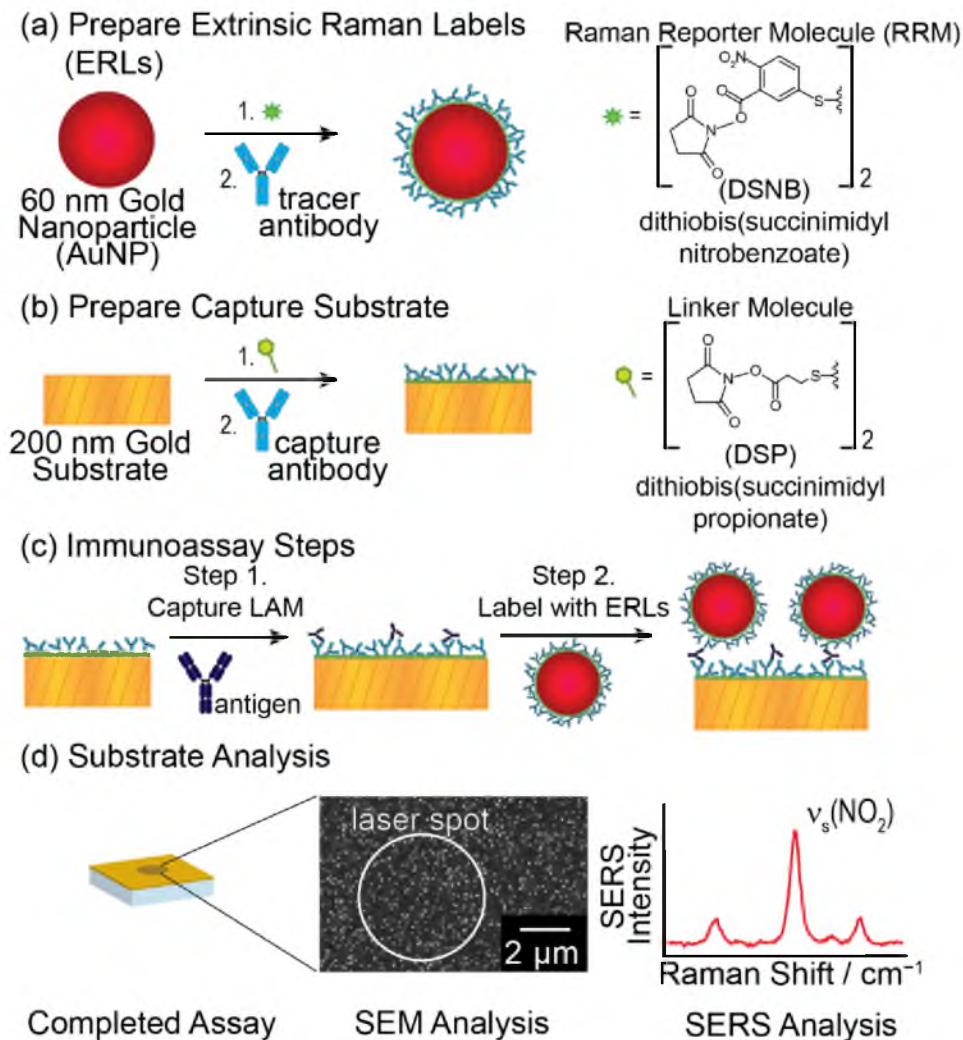 (a) Prepare Extrinsic Raman Labels
(ERLs)
Raman Reporter Molecule (RRM)
1.
2.
tracer
antibody
60 nm Gold
Nanoparticle
(AuNP)
=
O₂N
O
O
O
N
O
O
S
2
(DSNB)
dithiobis(succinimidyl
nitrobenzoate)
(b) Prepare Capture Substrate
Linker Molecule
1.
2.
capture
antibody
200 nm Gold
Substrate
=
O
N
O
O
O
S
2
(DSP)
dithiobis(succinimidyl
propionate)
(c) Immunoassay Steps
Step 1.
Capture LAM
antigen
Step 2.
Label with ERLs
(d) Substrate Analysis
laser spot
2 μm
νₛ(NO₂)
SERS
Intensity
Raman Shift / cm⁻¹
Completed Assay
SEM Analysis
SERS Analysis